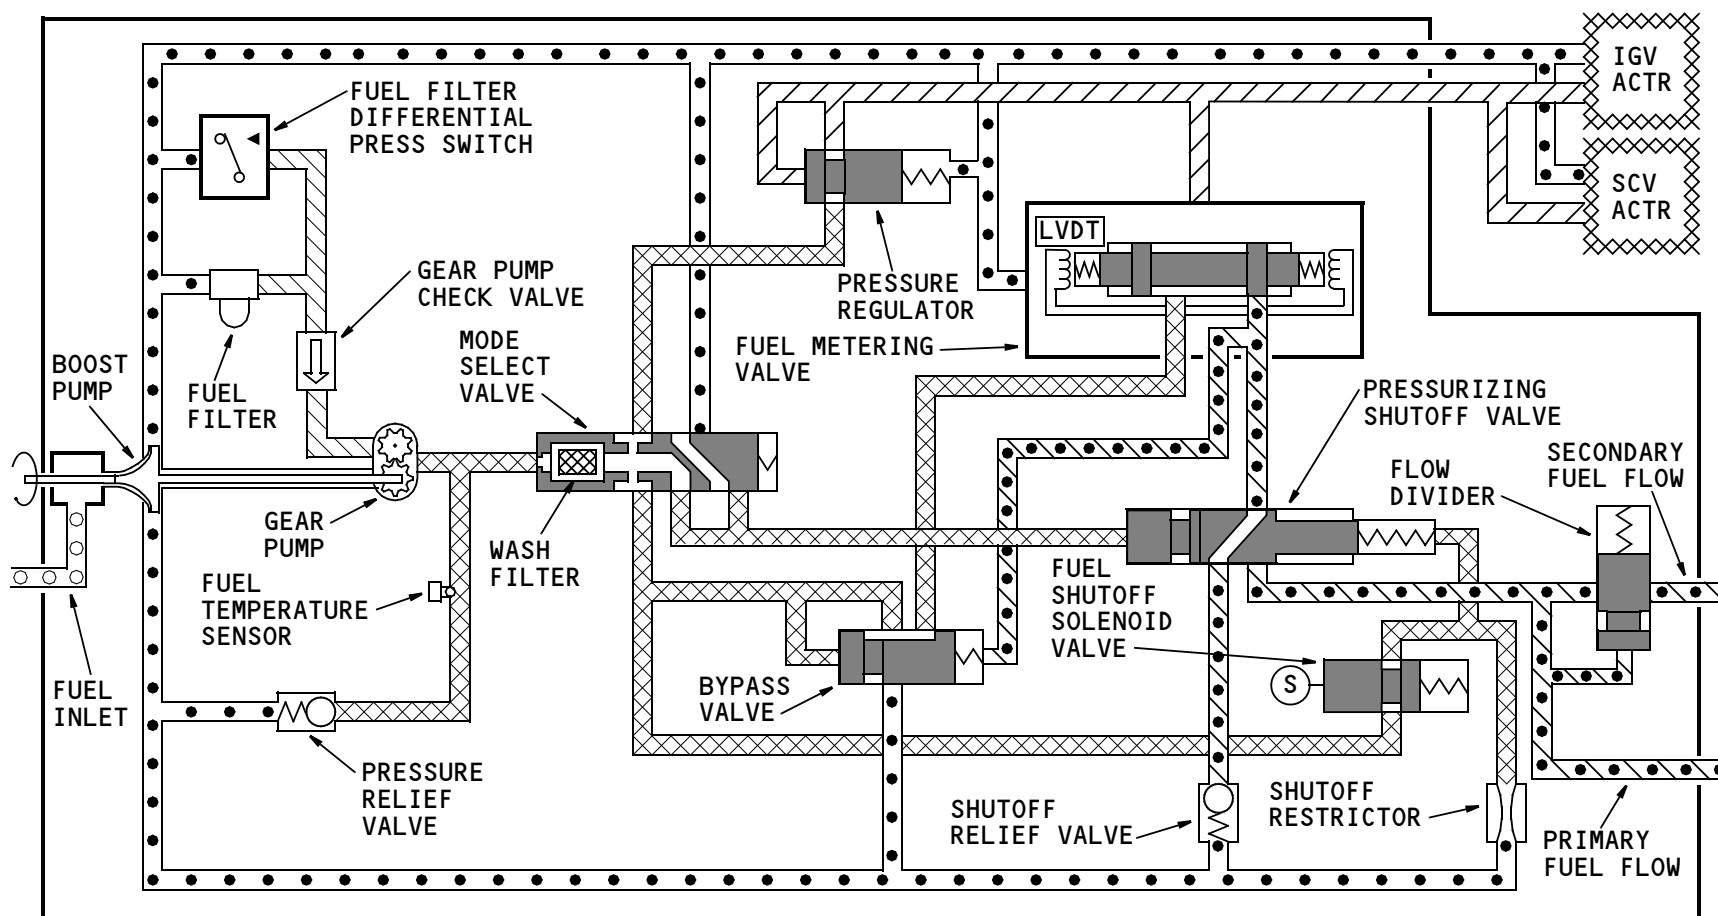 IGV
ACTR
FUEL FILTER
DIFFERENTIAL
PRESS SWITCH
SCV
ACTR
LVDT
GEAR PUMP
CHECK VALVE
PRESSURE
REGULATOR
MODE
SELECT
VALVE
FUEL METERING
VALVE
BOOST
PUMP
FUEL
FILTER
PRESSURIZING
SHUTOFF VALVE
SECONDARY
FUEL FLOW
FLOW
DIVIDER
GEAR
PUMP
WASH
FILTER
FUEL
TEMPERATURE
SENSOR
FUEL
SHUTOFF
SOLENOID
VALVE
FUEL
INLET
BYPASS
VALVE
S
PRESSURE
RELIEF
VALVE
SHUTOFF
RELIEF VALVE
SHUTOFF
RESTRICTOR
PRIMARY
FUEL FLOW